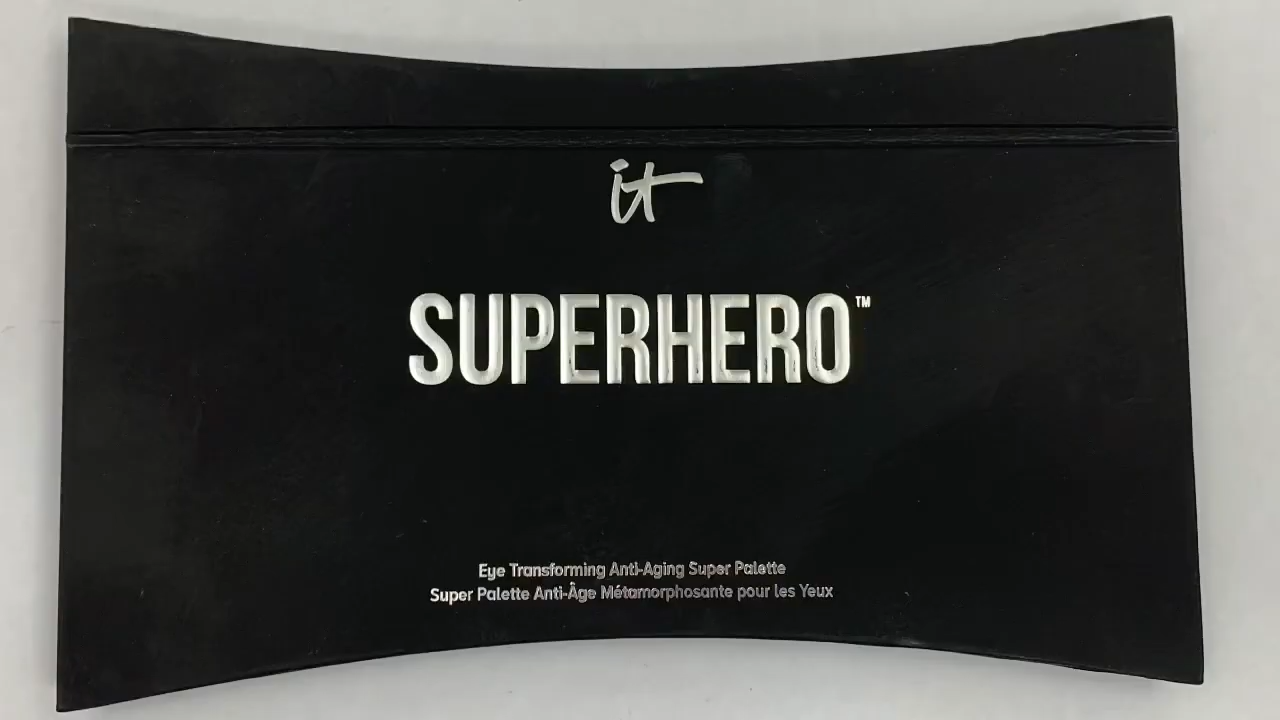 it
SUPERHERO™
Eye Transforming Anti-Aging Super Palette
Super Palette Anti-Âge Métamorphosante pour les Yeux